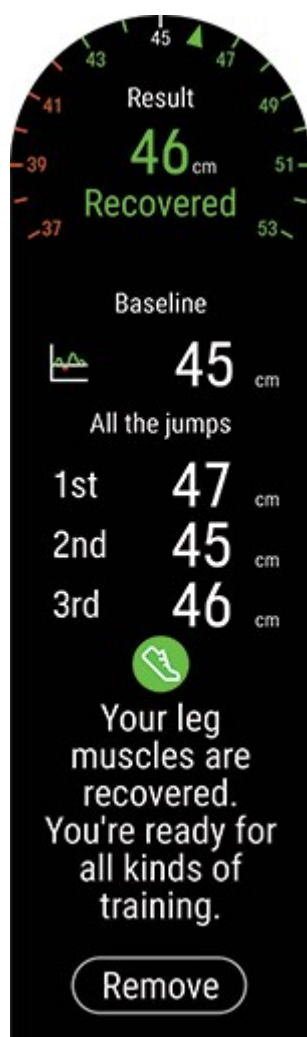 45
43
47
41
49
39
51
37
53
Result
46 cm
Recovered
Baseline
45 cm
All the jumps
1st 47 cm
2nd 45 cm
3rd 46 cm
Your leg
muscles are
recovered.
You're ready for
all kinds of
training.
Remove